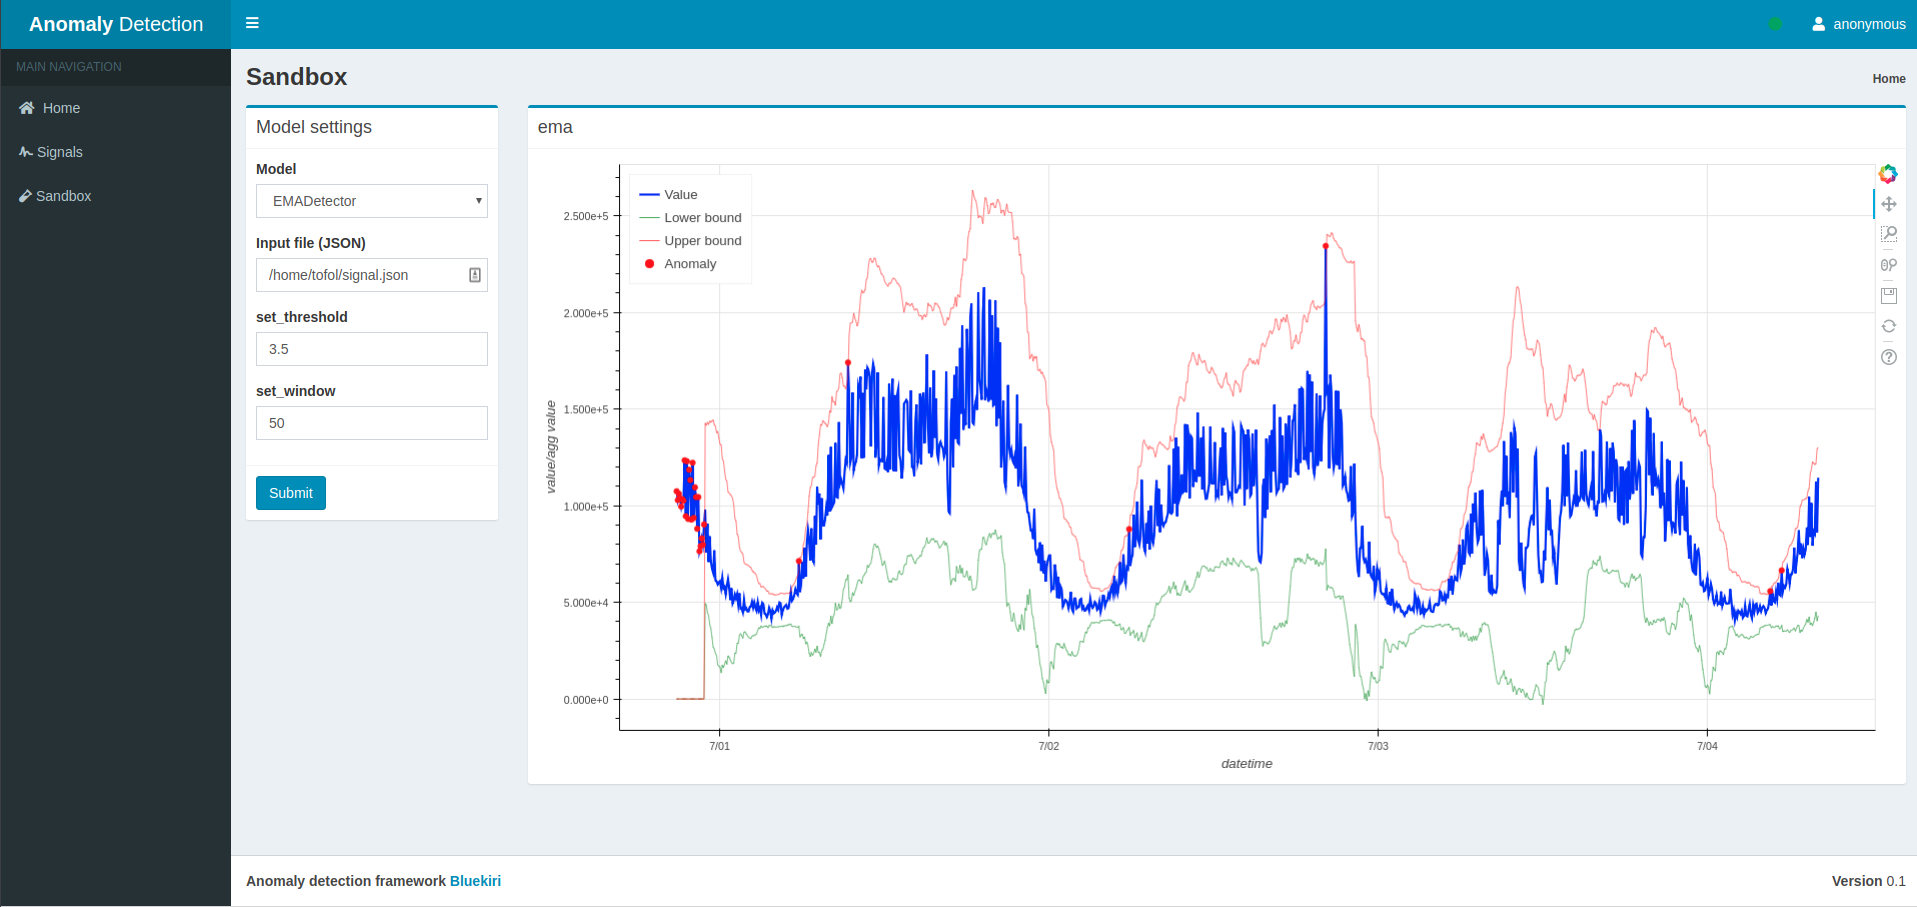 Anomaly Detection
anonymous
MAIN NAVIGATION
Home
Signals
Sandbox
Sandbox
Home
Model settings
Model
EMADetector
Input file (JSON)
/home/tofol/signal.json
set_threshold
3.5
set_window
50
Submit
ema
Value
Lower bound
Upper bound
Anomaly
value/agg value
2.500e+5
2.000e+5
1.500e+5
1.000e+5
5.000e+4
0.000e+0
7/01
7/02
7/03
7/04
datetime
Anomaly detection framework Bluekiri
Version 0.1